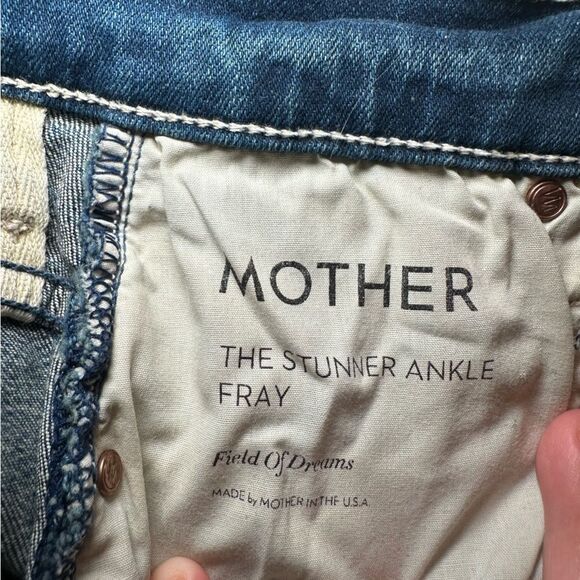 MOTHER
THE STUNNER ANKLE
FRAY
Field Of Dreams
MADE by MOTHER IN THE U.S.A.